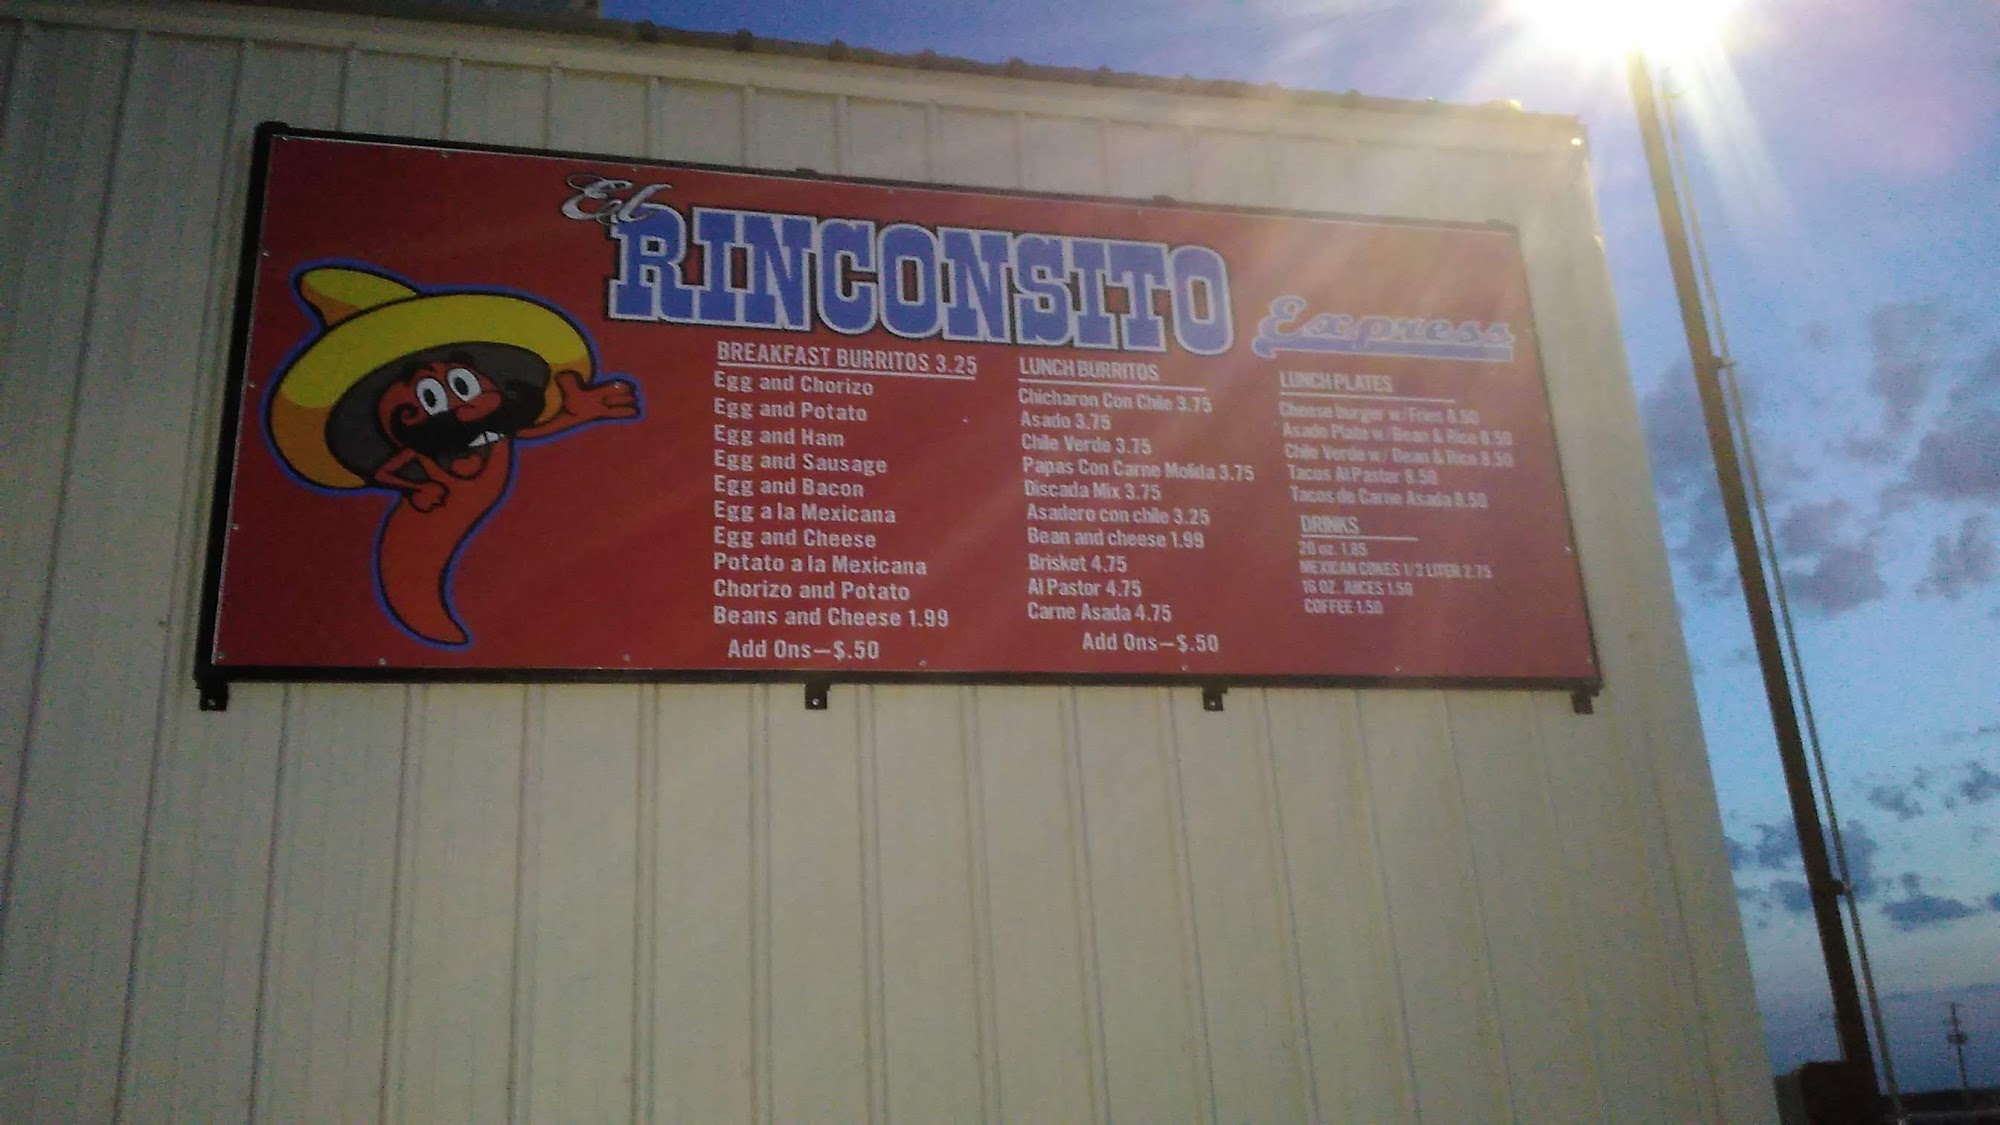 El
RINCONSITO
Express
BREAKFAST BURRITOS 3.25
Egg and Chorizo
Egg and Potato
Egg and Ham
Egg and Sausage
Egg and Bacon
Egg a la Mexicana
Egg and Cheese
Potato a la Mexicana
Chorizo and Potato
Beans and Cheese 1.99
Add Ons—$.50
LUNCH BURRITOS
Chicharon Con Chile 3.75
Asado 3.75
Chile Verde 3.75
Papas Con Carne Molida 3.75
Discada Mix 3.75
Asadero con chile 3.25
Bean and cheese 1.99
Brisket 4.75
Al Pastor 4.75
Carne Asada 4.75
Add Ons—$.50
LUNCH PLATES
Cheese burger w/Fries 8.50
Asado Plate w/Bean & Rice 8.50
Chile Verde w/ Bean & Rice 8.50
Tacos Al Pastor 8.50
Tacos de Carne Asada 8.50
DRINKS
20 oz. 1.85
MEXICAN COKES 1/2 LITER 2.75
16 OZ. JUICES 1.50
COFFEE 1.50